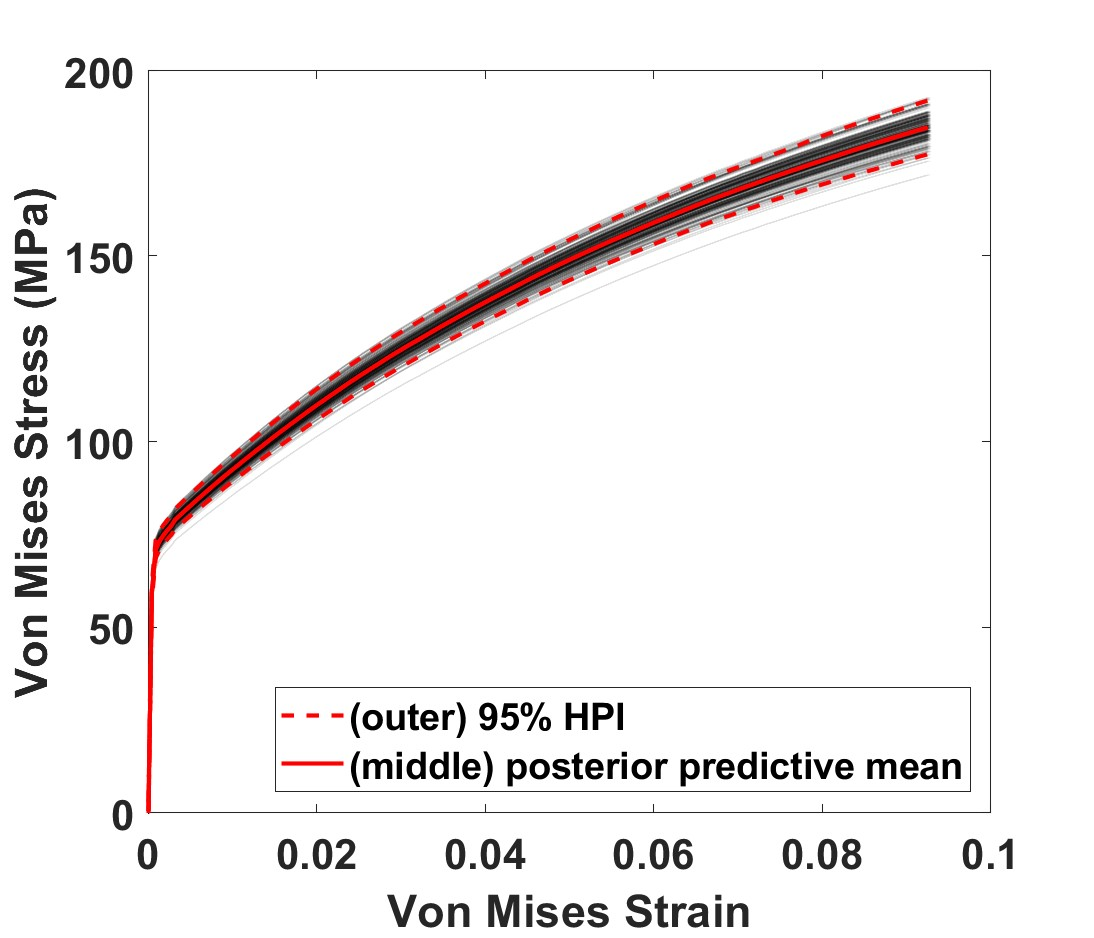 200
150
100
50
0
Von Mises Stress (MPa)
(outer) 95% HPI
(middle) posterior predictive mean
0 0.02 0.04 0.06 0.08 0.1
Von Mises Strain